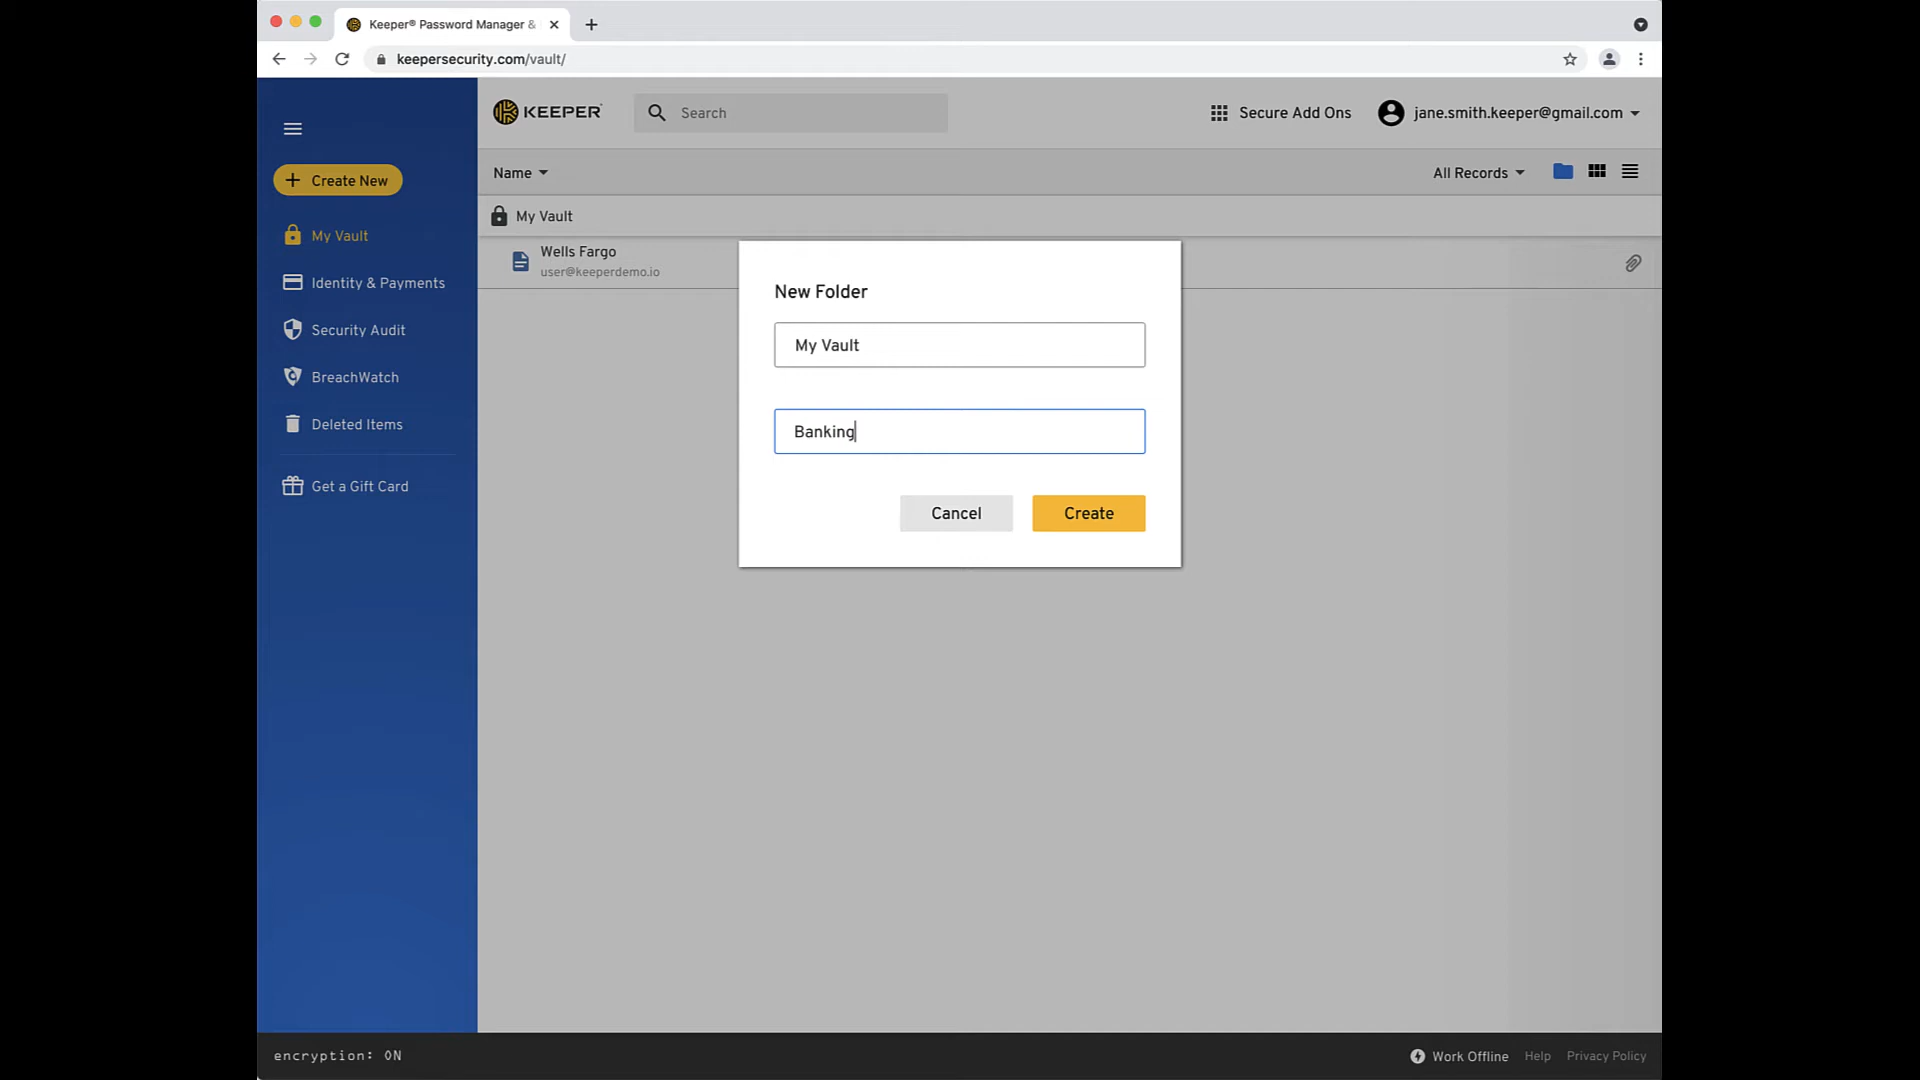 Keeper® Password Manager &
keepersecurity.com/vault/
KEEPER
Search
Secure Add Ons
jane.smith.keeper@gmail.com
Create New
Name
All Records
My Vault
My Vault
Wells Fargo
user@keeperdemo.io
Identity & Payments
Security Audit
BreachWatch
Deleted Items
Get a Gift Card
New Folder
My Vault
Banking
Cancel
Create
encryption: ON
Work Offline
Help
Privacy Policy